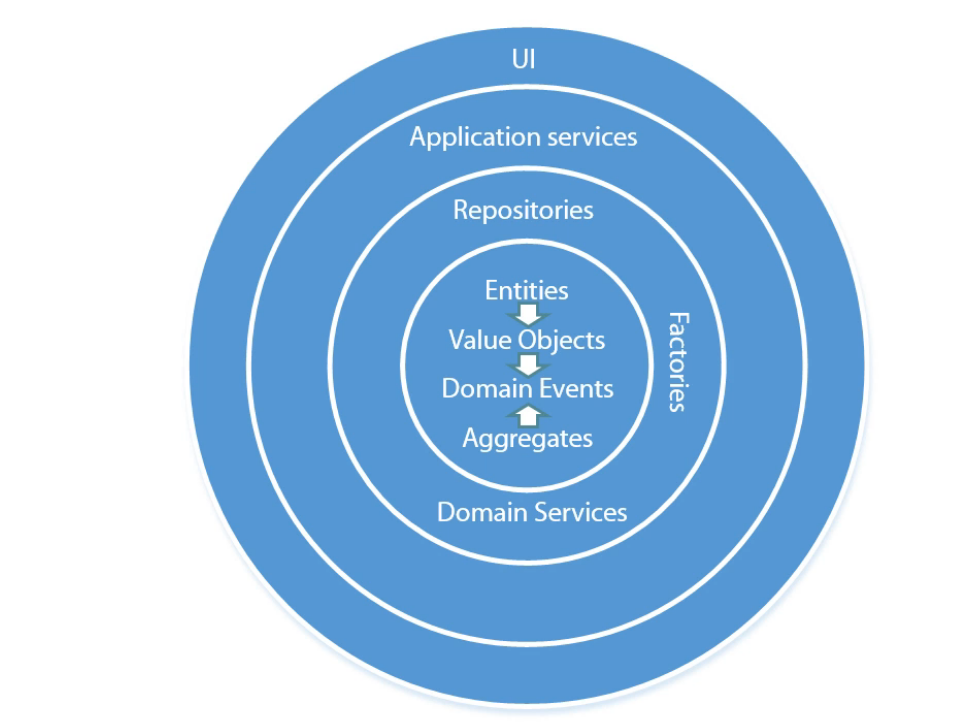 UI
Application services
Repositories
Entities
Value Objects
Factories
Domain Events
Aggregates
Domain Services